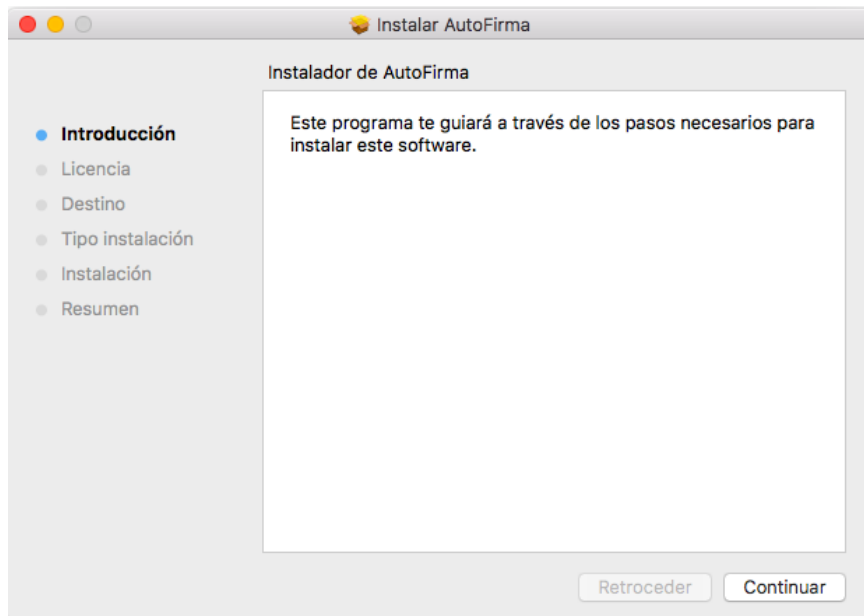 Instalar AutoFirma
Instalador de AutoFirma
Introducción
Licencia
Destino
Tipo instalación
Instalación
Resumen
Este programa te guiará a través de los pasos necesarios para
instalar este software.
Retroceder
Continuar